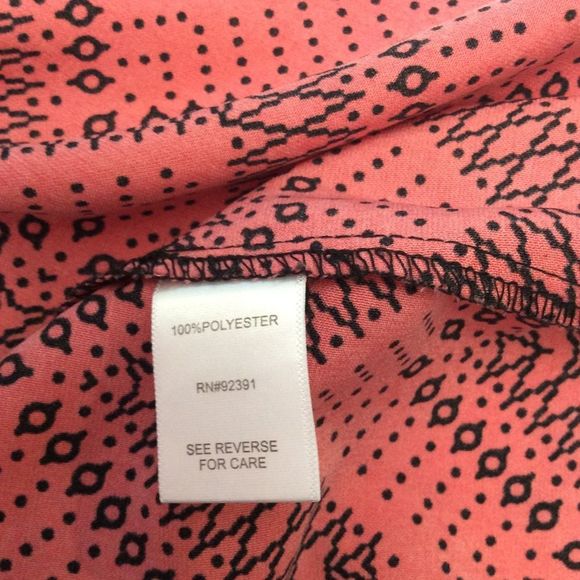 100%POLYESTER
RN#92391
SEE REVERSE
FOR CARE